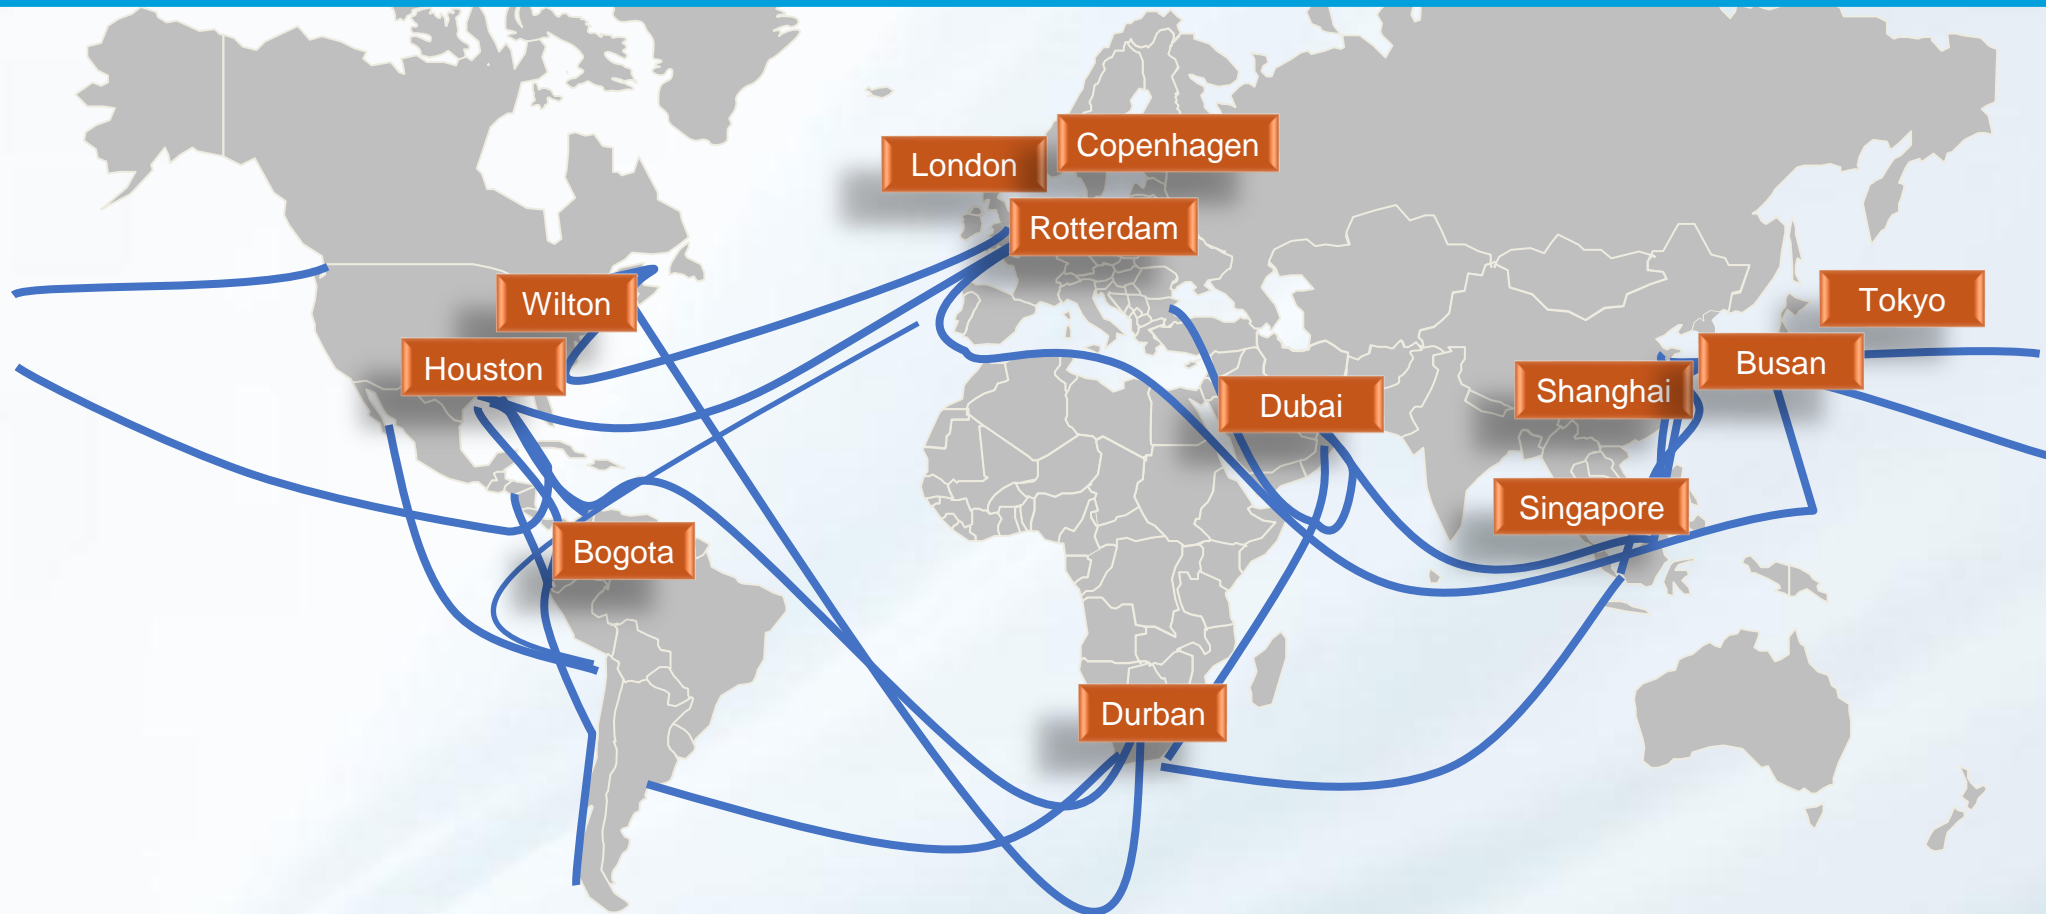 Copenhagen
London
Rotterdam
Wilton
Tokyo
Houston
Busan
Shanghai
Dubai
Singapore
Bogota
Durban